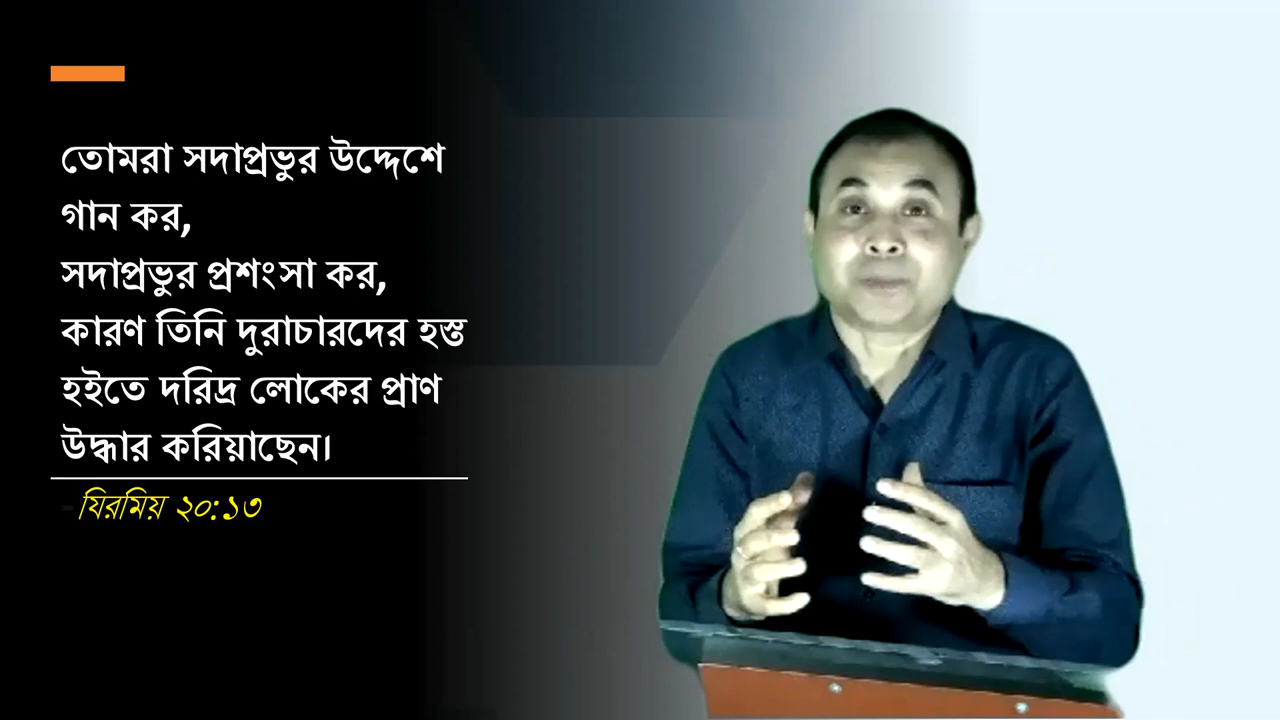 তোমরা সদাপ্রভুর উদ্দেশে
গান কর,
সদাপ্রভুর প্রশংসা কর,
কারণ তিনি দুরাচারদের হস্ত
হইতে দরিদ্র লোকের প্রাণ
উদ্ধার করিয়াছেন।
- যিরমিয় ২০:১৩